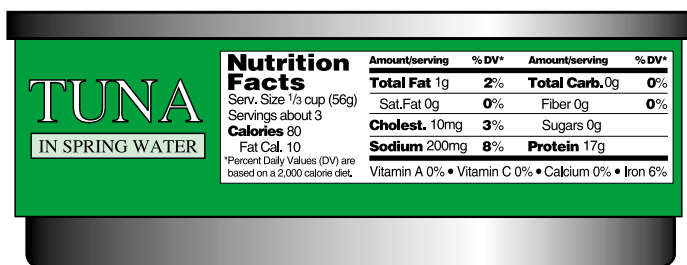 TUNA
IN SPRING WATER
Nutrition
Facts
Serv. Size 1/3 cup (56g)
Servings about 3
Calories 80
Fat Cal. 10
*Percent Daily Values (DV) are
based on a 2,000 calorie diet.
Amount/serving %DV* Amount/serving %DV*
Total Fat 1g 2% Total Carb. 0g 0%
Sat.Fat 0g 0% Fiber 0g 0%
Cholest. 10mg 3% Sugars 0g
Sodium 200mg 8% Protein 17g
Vitamin A 0% • Vitamin C 0% • Calcium 0% • Iron 6%